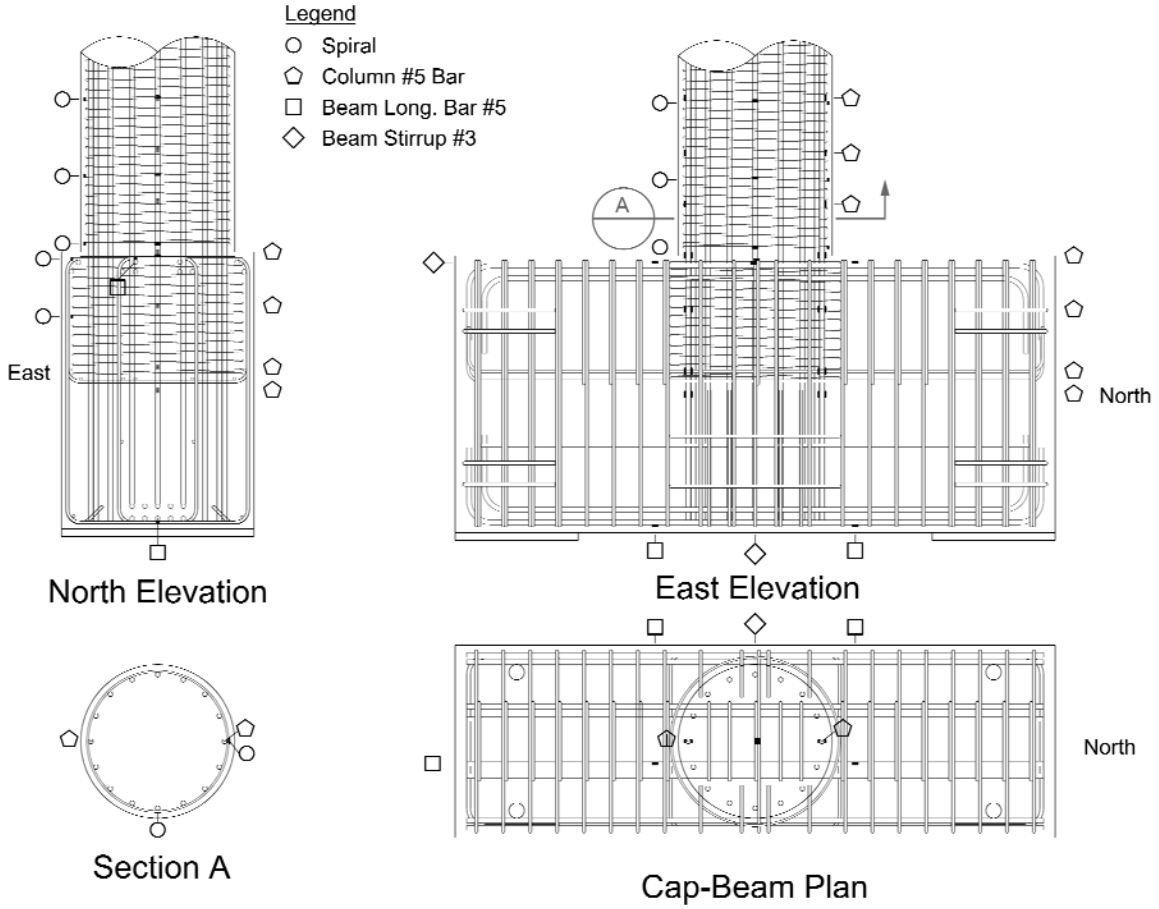 Legend
Spiral
Column #5 Bar
Beam Long. Bar #5
Beam Stirrup #3
A
East
North
North Elevation
East Elevation
North
Section A
Cap-Beam Plan